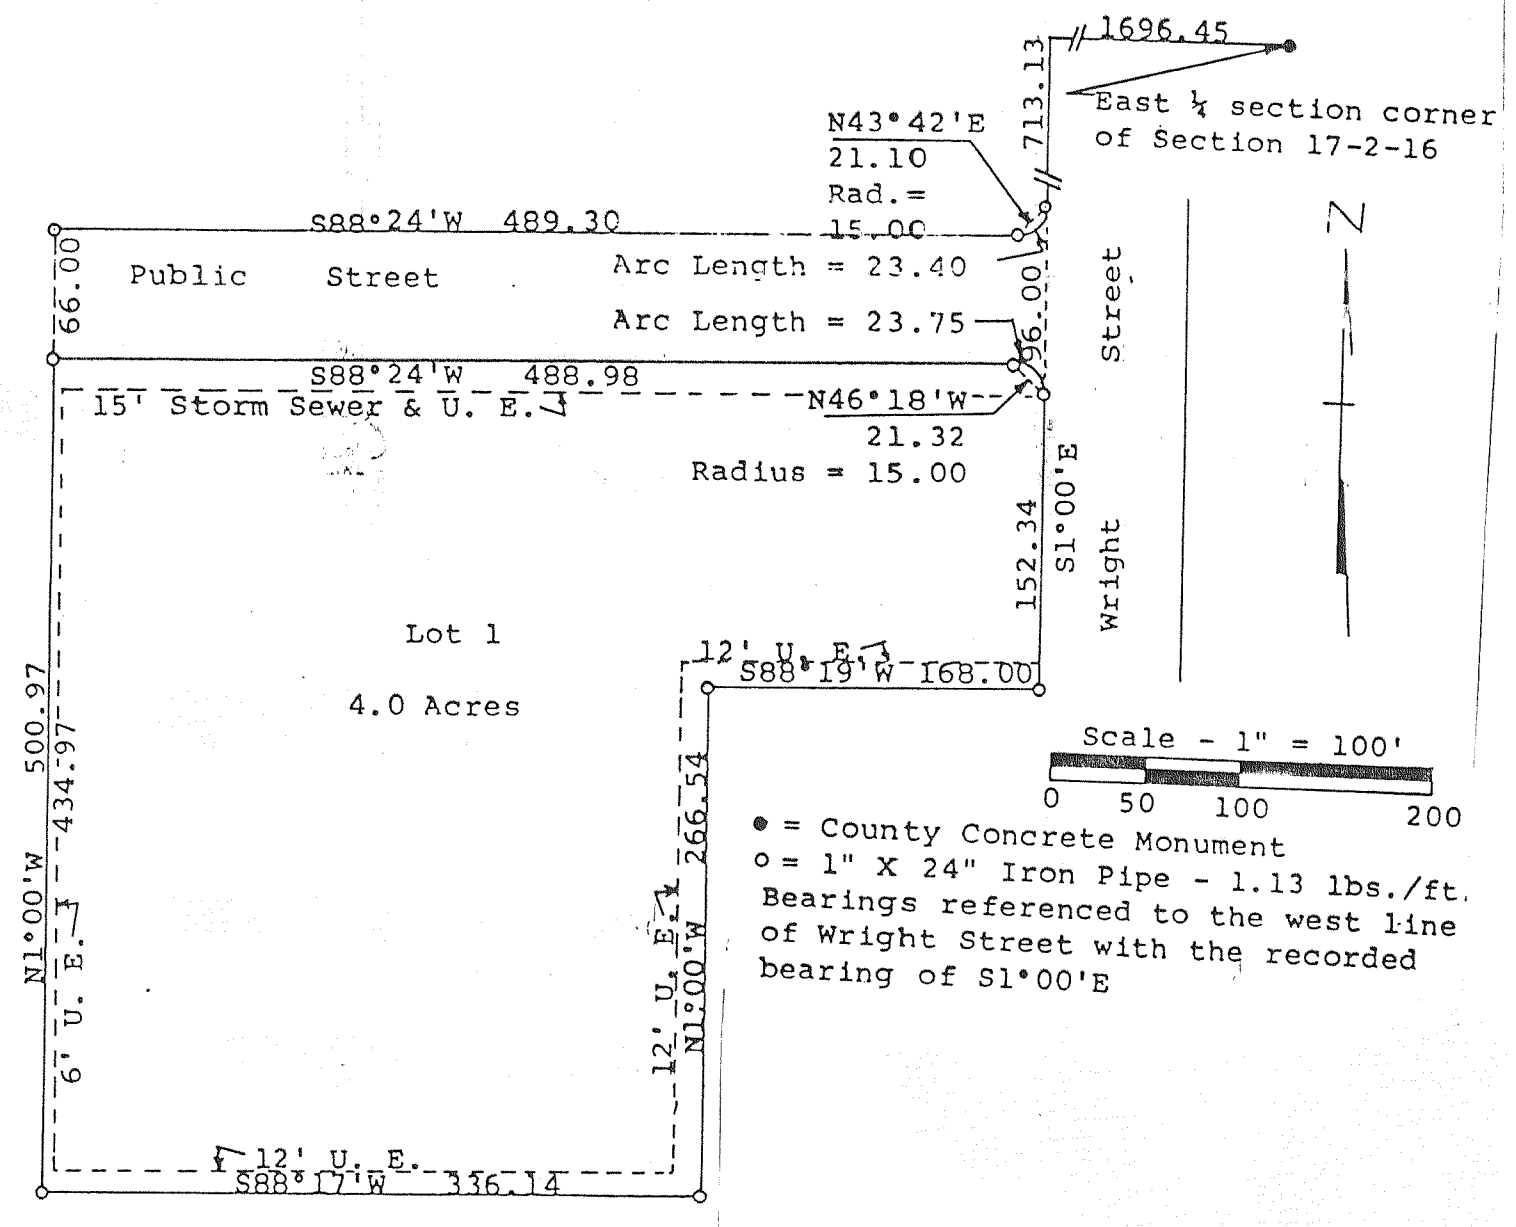 1696.45
713.13
East ¼ section corner
of Section 17-2-16
N43°42'E
21.10
Rad.=
15.00
S88°24'W 489.30
66.00
Public Street
Arc Length = 23.40
Arc Length = 23.75
96.00
Street
N
S88°24'W 488.98
15' Storm Sewer & U. E.
N46°18'W
21.32
Radius = 15.00
152.34
S1°00'E
Wright
Lot 1
4.0 Acres
12' U. E.
S88°19'W 168.00
N1°00'W 500.97
434.97
6' U. E.
266.54
N1°00'W
12' U. E.
Scale - 1" = 100'
0 50 100 200
● = County Concrete Monument
o = 1" X 24" Iron Pipe - 1.13 lbs./ft.
Bearings referenced to the west line
of Wright Street with the recorded
bearing of S1°00'E
12' U. E.
S88°17'W 336.14